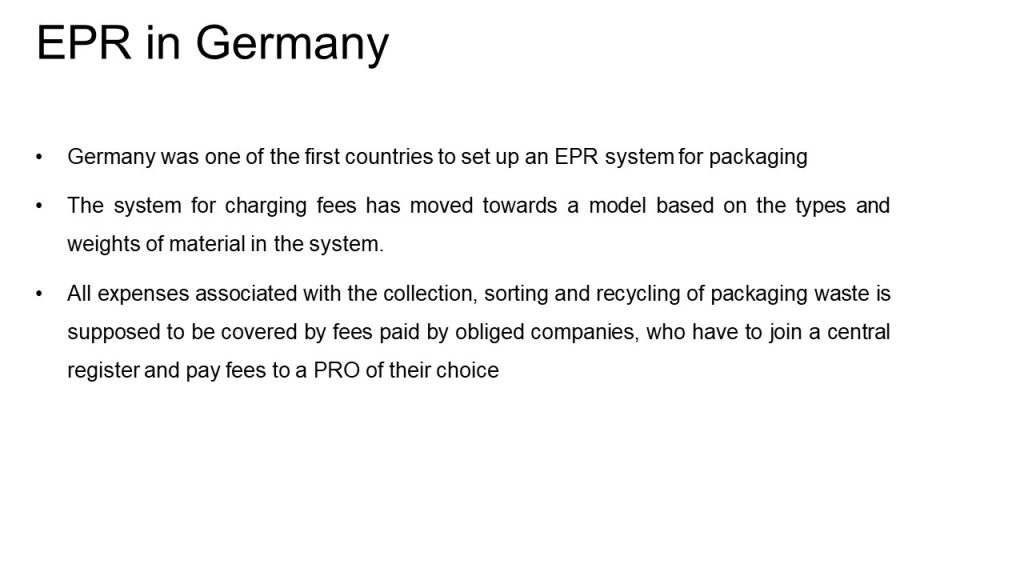 EPR in Germany
• Germany was one of the first countries to set up an EPR system for packaging
• The system for charging fees has moved towards a model based on the types and
weights of material in the system.
• All expenses associated with the collection, sorting and recycling of packaging waste is
supposed to be covered by fees paid by obliged companies, who have to join a central
register and pay fees to a PRO of their choice